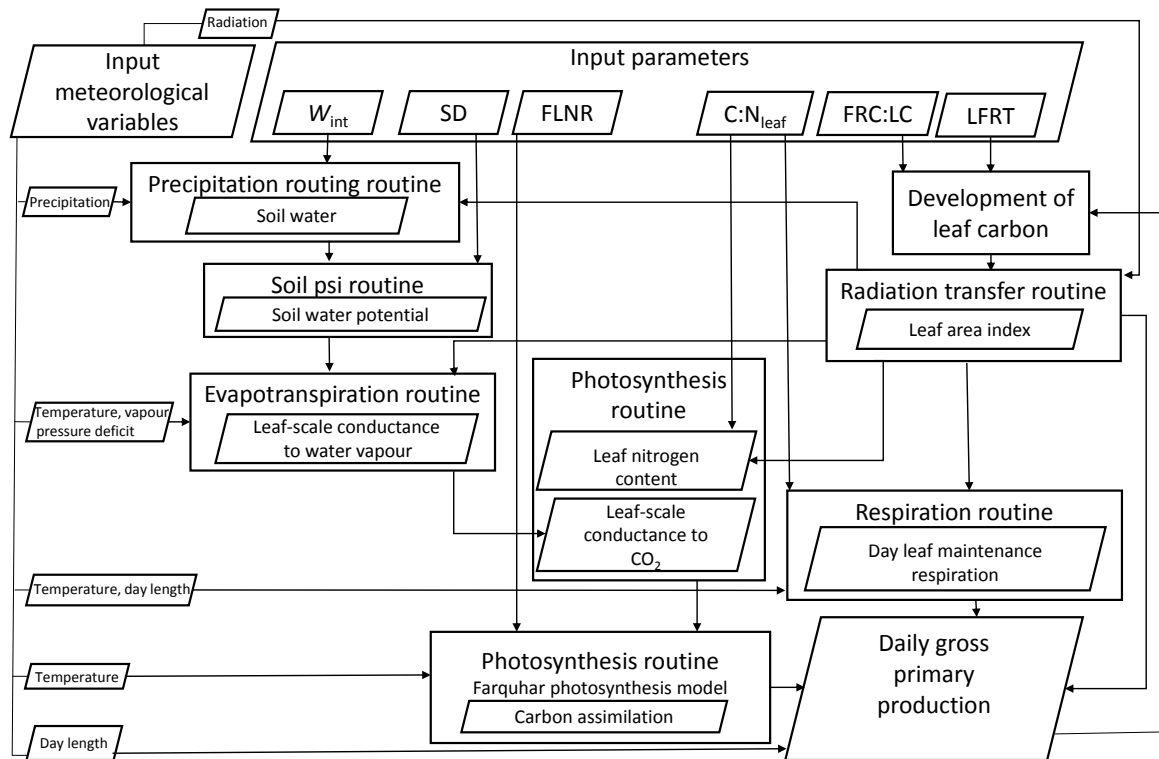 Radiation
Input
meteorological
variables
Input parameters
Wint
SD
FLNR
C:Nleaf
FRC:LC
LFRT
Precipitation
Precipitation routing routine
Soil water
Development of
leaf carbon
Soil psi routine
Soil water potential
Radiation transfer routine
Leaf area index
Temperature, vapour
pressure deficit
Evapotranspiration routine
Leaf-scale conductance
to water vapour
Photosynthesis
routine
Leaf nitrogen
content
Leaf-scale
conductance to
CO2
Respiration routine
Day leaf maintenance
respiration
Temperature, day length
Temperature
Photosynthesis routine
Farquhar photosynthesis model
Carbon assimilation
Daily gross
primary
production
Day length